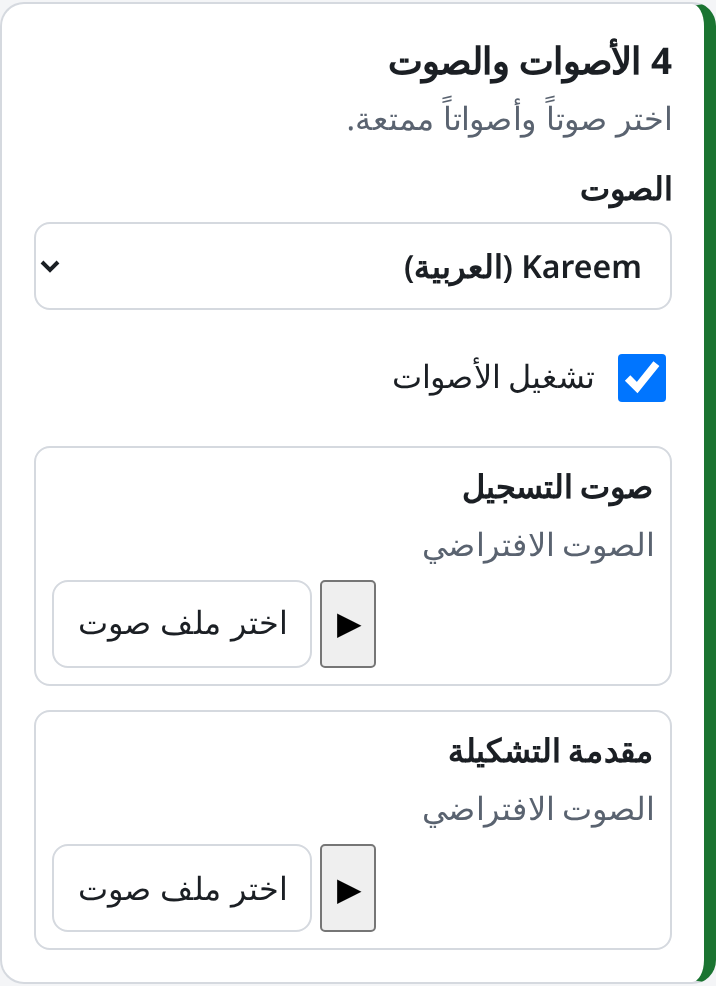 4 الأصوات والصوت
اختر صوتاً وأصواتاً ممتعة.
الصوت
Kareem (العربية)
تشغيل الأصوات
صوت التسجيل
الصوت الافتراضي
▶ اختر ملف صوت
مقدمة التشكيلة
الصوت الافتراضي
▶ اختر ملف صوت